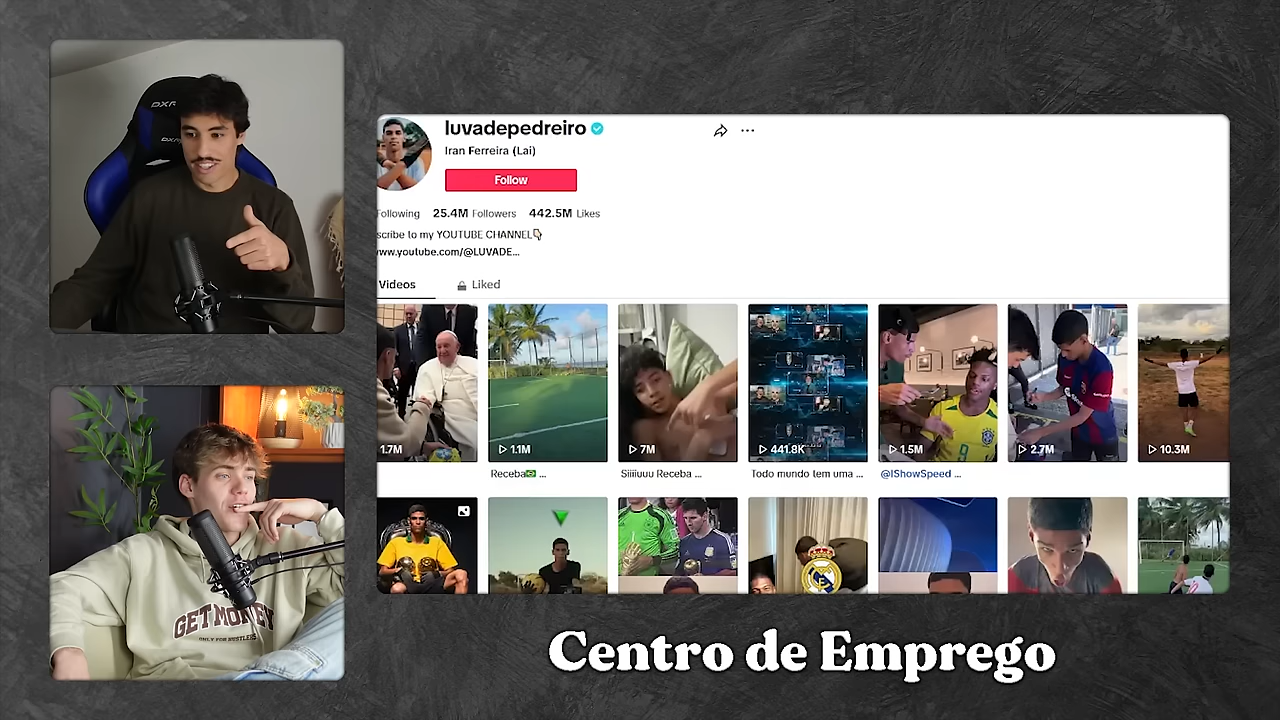 DXR
DXR
GET MONEY
ONLY FOR HUSTLERS
luvadepedreiro
Iran Ferreira (Lai)
Follow
Following 25.4M Followers 442.5M Likes
scribe to my YOUTUBE CHANNEL👇
www.youtube.com/@LUVADE...
Videos Liked
1.7M 1.1M 7M 441.8K 1.5M 2.7M 10.3M
Receba🇧🇷 ... Siiiiuuu Receba ... Todo mundo tem uma ... @IShowSpeed ...
Centro de Emprego